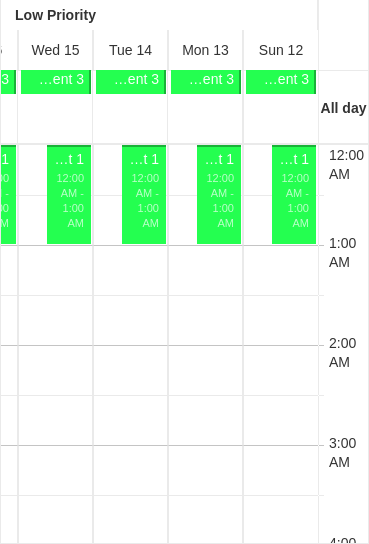 Low Priority
Wed 15 Tue 14 Mon 13 Sun 12
3 ...ent 3 ...ent 3 ...ent 3 ...ent 3
All day
1 ...t 1 ...t 1 ...t 1 ...t 1
12:00 12:00 12:00 12:00
AM - AM - AM - AM -
1:00 1:00 1:00 1:00
AM AM AM AM
12:00
AM
1:00
AM
2:00
AM
3:00
AM
4:00